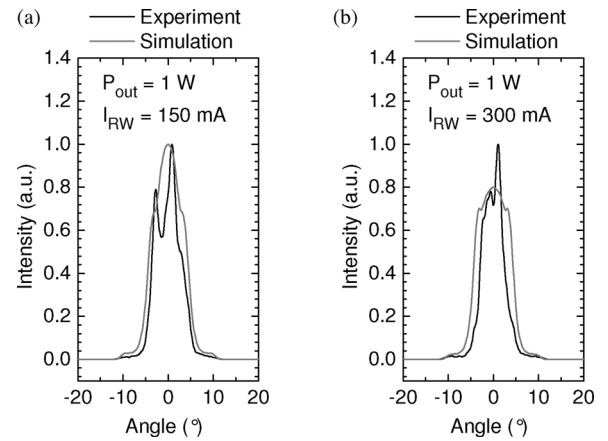 (a)
Experiment
Simulation
1.4
1.2
1.0
0.8
0.6
0.4
0.2
0.0
Intensity (a.u.)
P_out = 1 W
I_RW = 150 mA
-20 -10 0 10 20
Angle (°)
(b)
Experiment
Simulation
1.4
1.2
1.0
0.8
0.6
0.4
0.2
0.0
Intensity (a.u.)
P_out = 1 W
I_RW = 300 mA
-20 -10 0 10 20
Angle (°)